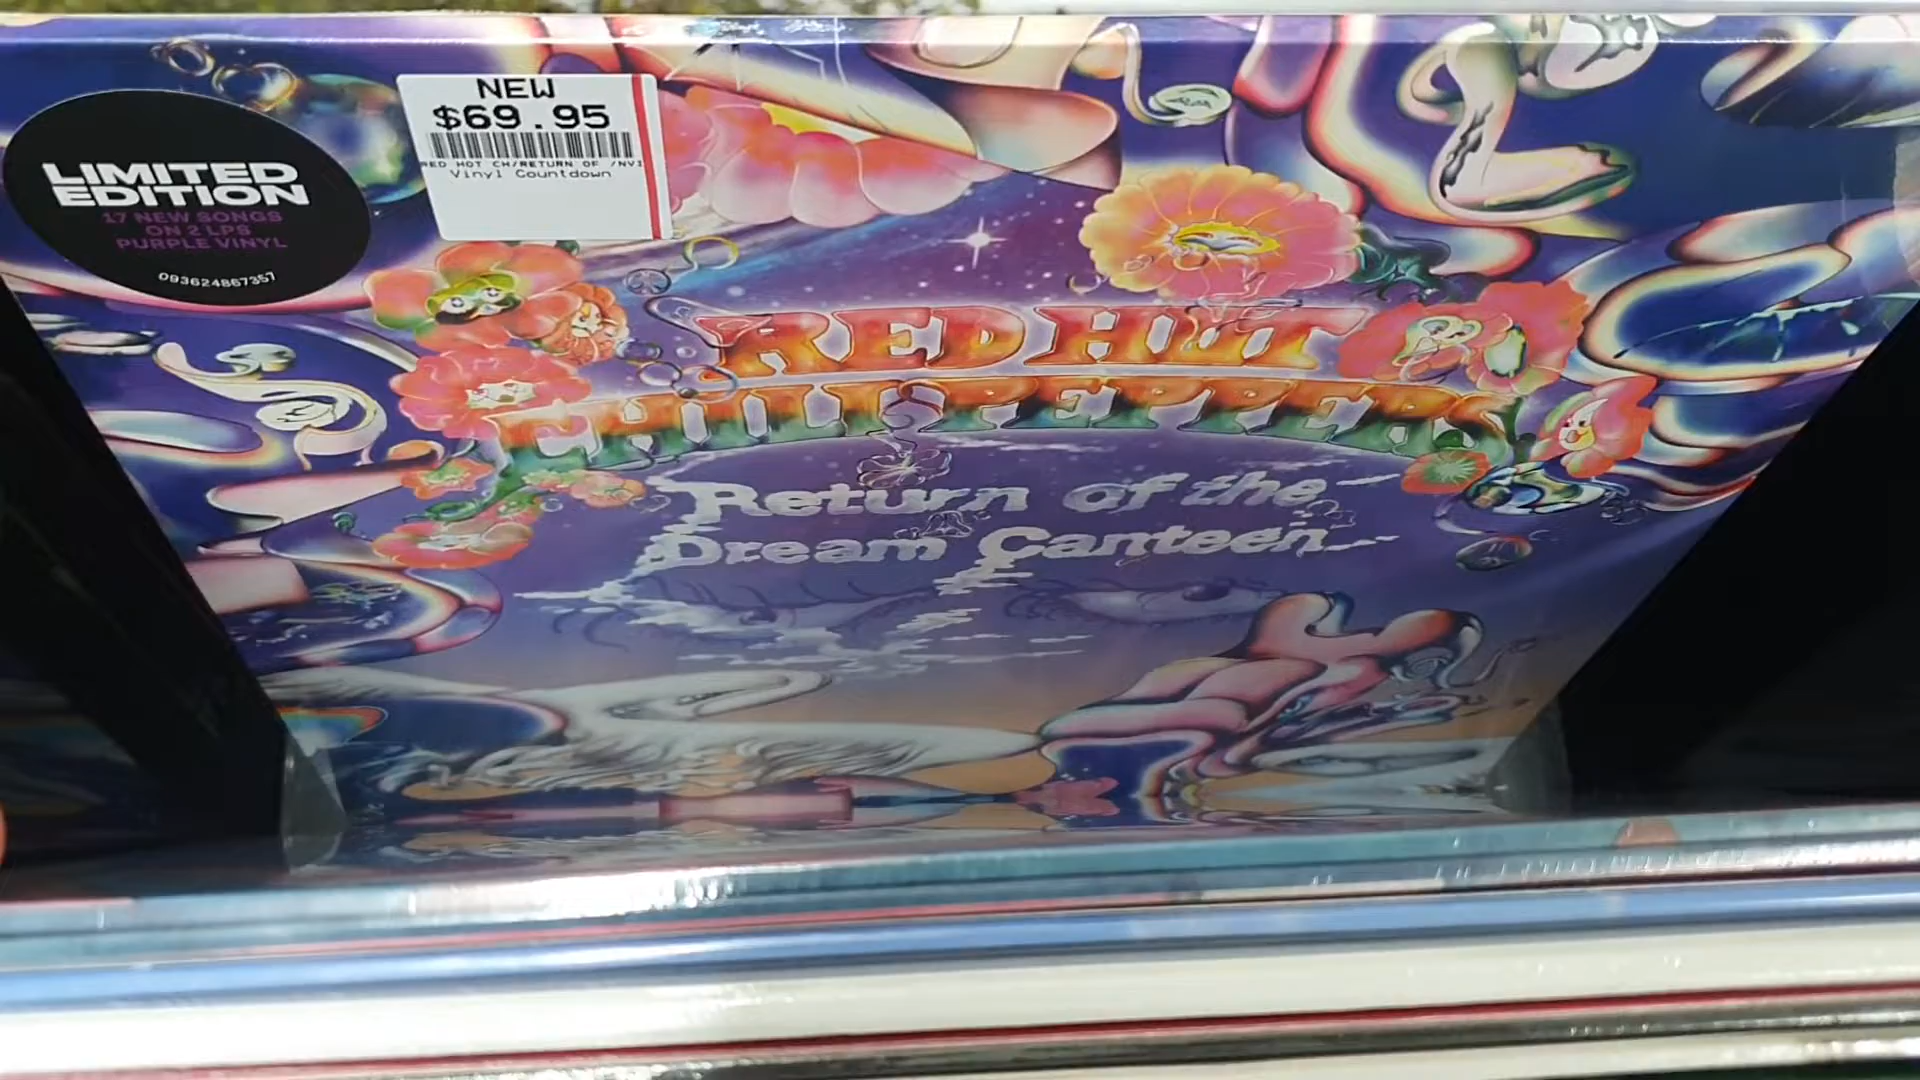 LIMITED
EDITION
17 NEW SONGS
ON 2 LPS
PURPLE VINYL
093624867357
NEW
$69.95
RED HOT CH/RETURN OF /NVI
Vinyl Countdown
RED HOT
CHILI PEPPERS
Return of the
Dream Canteen